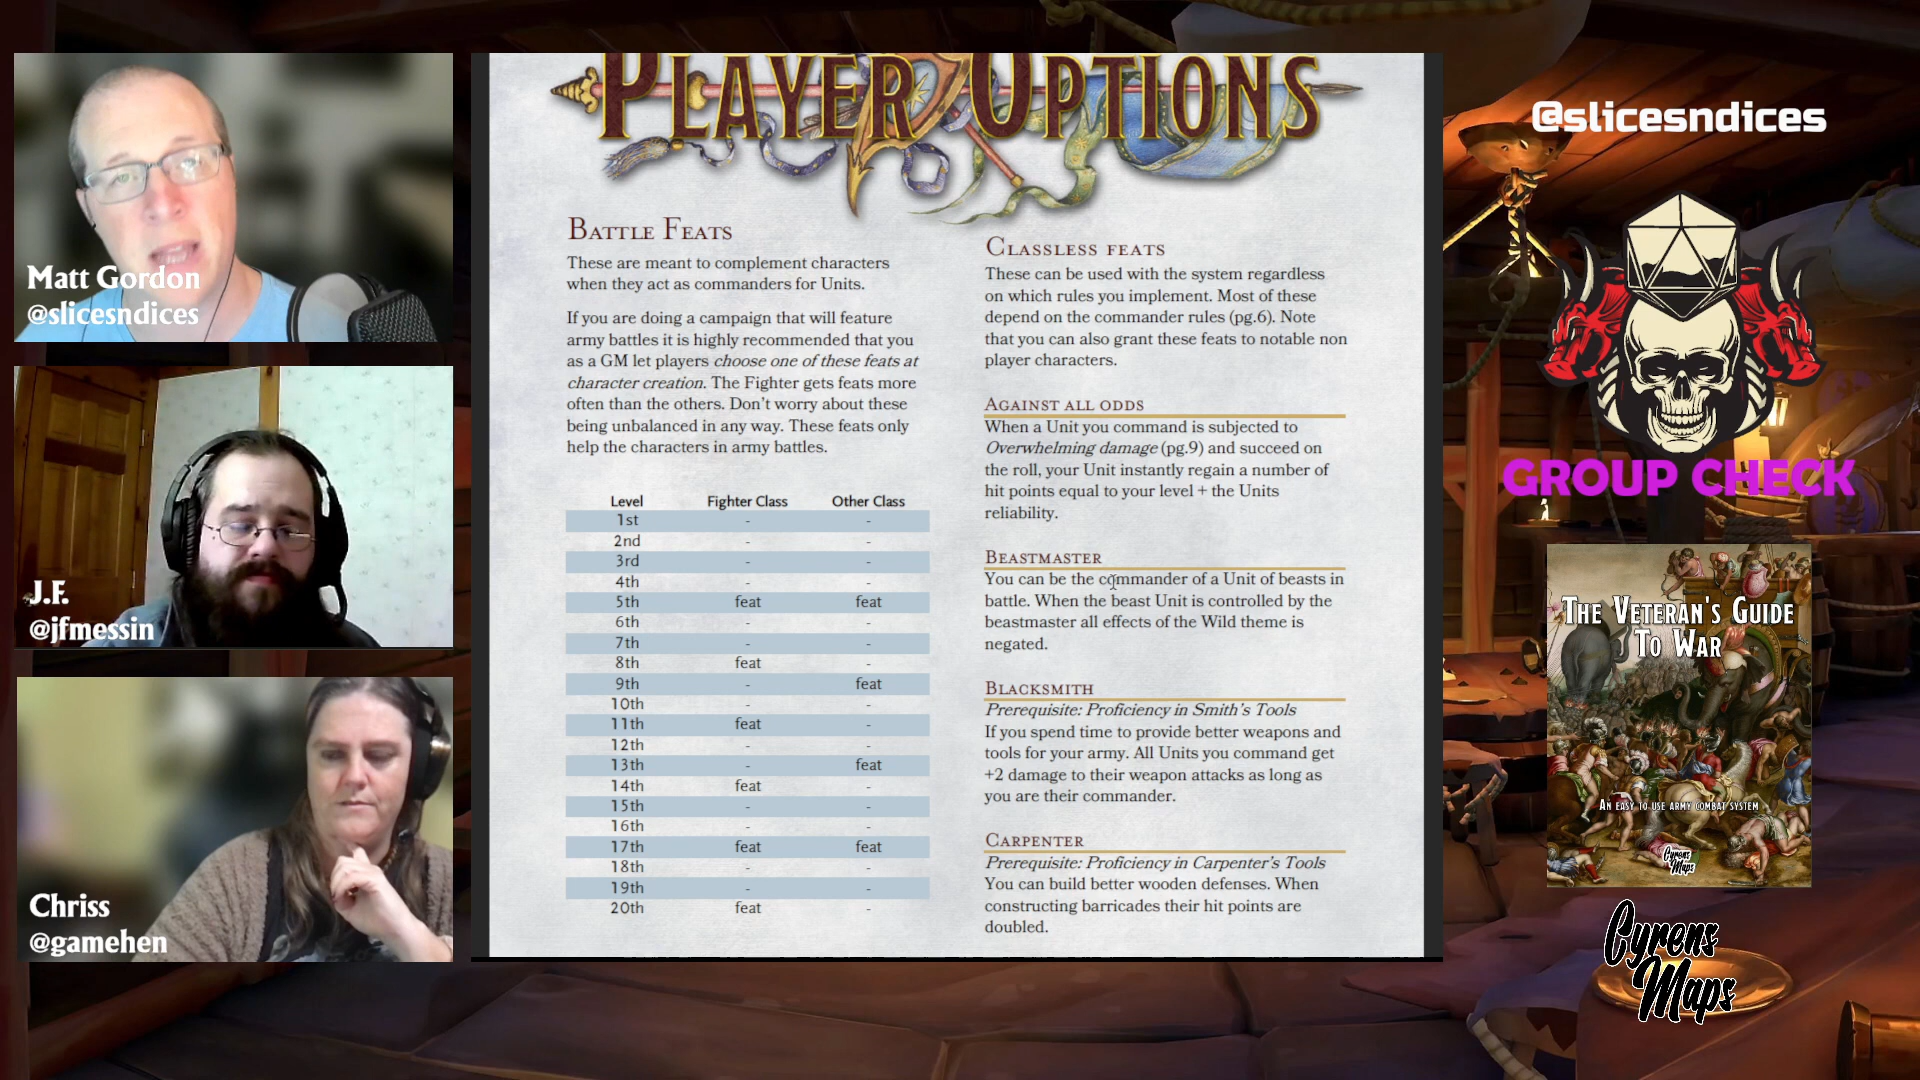 Matt Gordon
@slicesndices
J.F.
@jfmessin
Chriss
@gamehen
PLAYER OPTIONS
BATTLE FEATS
These are meant to complement characters
when they act as commanders for Units.
If you are doing a campaign that will feature
army battles it is highly recommended that you
as a GM let players choose one of these feats at
character creation. The Fighter gets feats more
often than the others. Don't worry about these
being unbalanced in any way. These feats only
help the characters in army battles.
Level Fighter Class Other Class
1st - -
2nd - -
3rd - -
4th - -
5th feat feat
6th - -
7th - -
8th feat -
9th - feat
10th - -
11th feat -
12th - -
13th - feat
14th feat -
15th - -
16th - -
17th feat feat
18th - -
19th - -
20th feat -
CLASSLESS FEATS
These can be used with the system regardless
on which rules you implement. Most of these
depend on the commander rules (pg.6). Note
that you can also grant these feats to notable non
player characters.
AGAINST ALL ODDS
When a Unit you command is subjected to
Overwhelming damage (pg.9) and succeed on
the roll, your Unit instantly regain a number of
hit points equal to your level + the Units
reliability.
BEASTMASTER
You can be the commander of a Unit of beasts in
battle. When the beast Unit is controlled by the
beastmaster all effects of the Wild theme is
negated.
BLACKSMITH
Prerequisite: Proficiency in Smith's Tools
If you spend time to provide better weapons and
tools for your army. All Units you command get
+2 damage to their weapon attacks as long as
you are their commander.
CARPENTER
Prerequisite: Proficiency in Carpenter's Tools
You can build better wooden defenses. When
constructing barricades their hit points are
doubled.
@slicesndices
GROUP CHECK
THE VETERAN'S GUIDE
TO WAR
AN EASY TO USE ARMY COMBAT SYSTEM
Cyrens
Maps
Cyrens
Maps